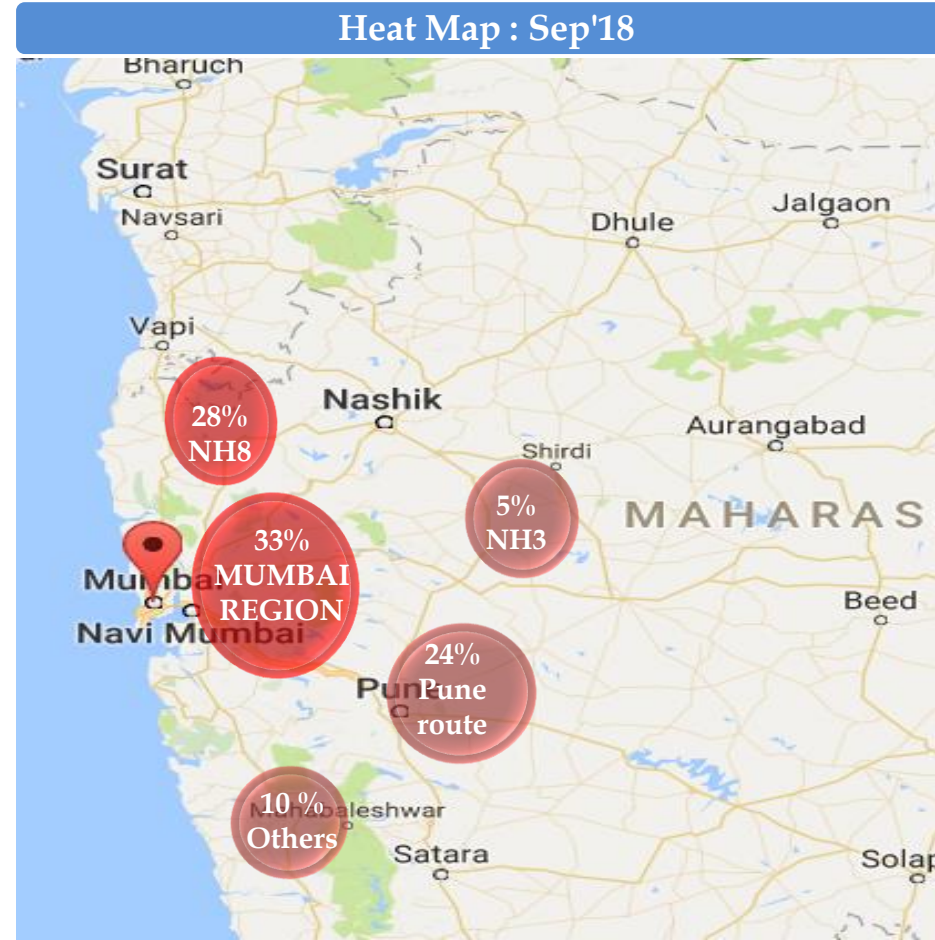 Heat Map : Sep'18
Bharuch
Surat
Navsari
Dhule
Jalgaon
Vapi
Nashik
28%
NH8
Aurangabad
Shirdi
5%
NH3
MAHARAS
33%
MUMBAI
REGION
Mumbai
Navi Mumbai
Beed
24%
Pune
route
Pune
10 %
Others
Mahabaleshwar
Satara
Solap